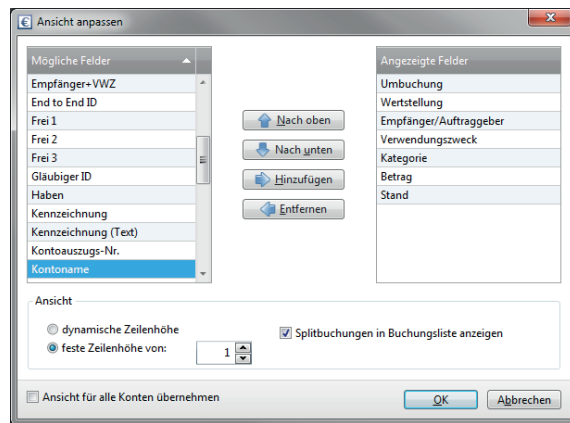 Ansicht anpassen
Mögliche Felder
Empfänger+VWZ
End to End ID
Frei 1
Frei 2
Frei 3
Gläubiger ID
Haben
Kennzeichnung
Kennzeichnung (Text)
Kontoauszugs-Nr.
Kontoname
Nach oben
Nach unten
Hinzufügen
Entfernen
Angezeigte Felder
Umbuchung
Wertstellung
Empfänger/Auftraggeber
Verwendungszweck
Kategorie
Betrag
Stand
Ansicht
dynamische Zeilenhöhe
feste Zeilenhöhe von: 1
Splitbuchungen in Buchungsliste anzeigen
Ansicht für alle Konten übernehmen
OK
Abbrechen